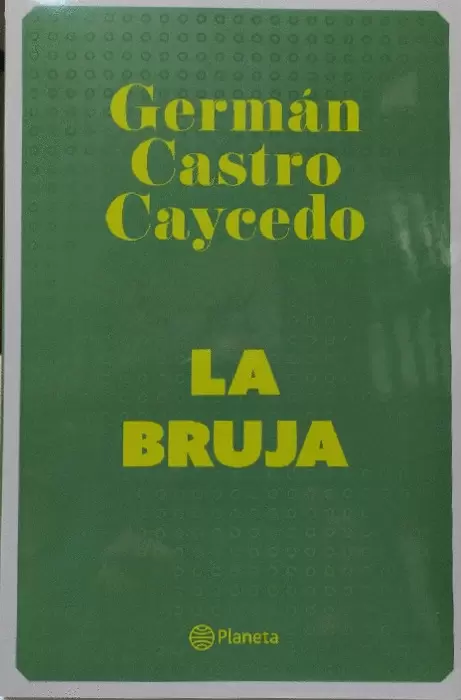 Germán
Castro
Caycedo
LA
BRUJA
Planeta